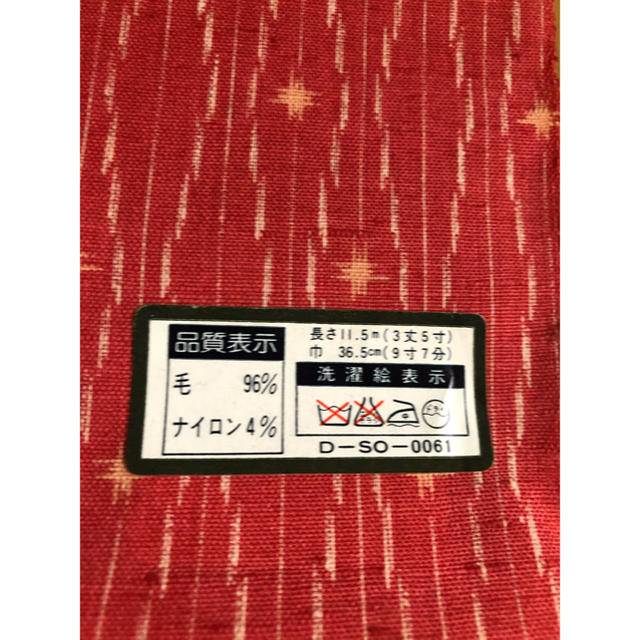 品質表示
毛 96%
ナイロン4%
長さ11.5m(3丈5寸)
巾 36.5cm(9寸7分)
洗濯絵表示
D-SO-0061